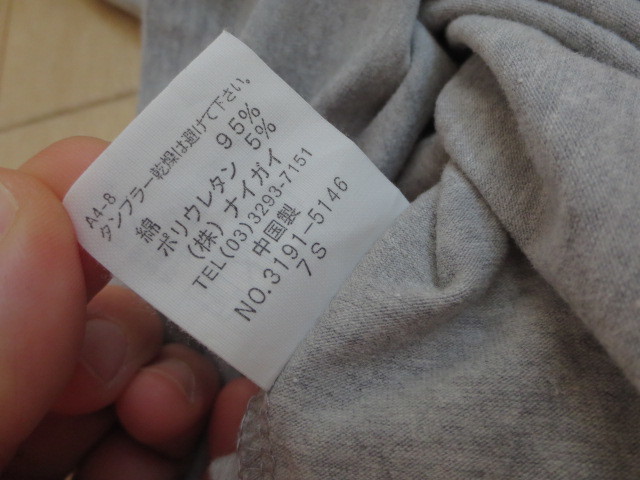 A4-8
タンブラー乾燥は避けて下さい。
綿 95%
ポリウレタン 5%
(株)ナイガイ
TEL(03)3293-7151
中国製
NO.3191-5146
7S